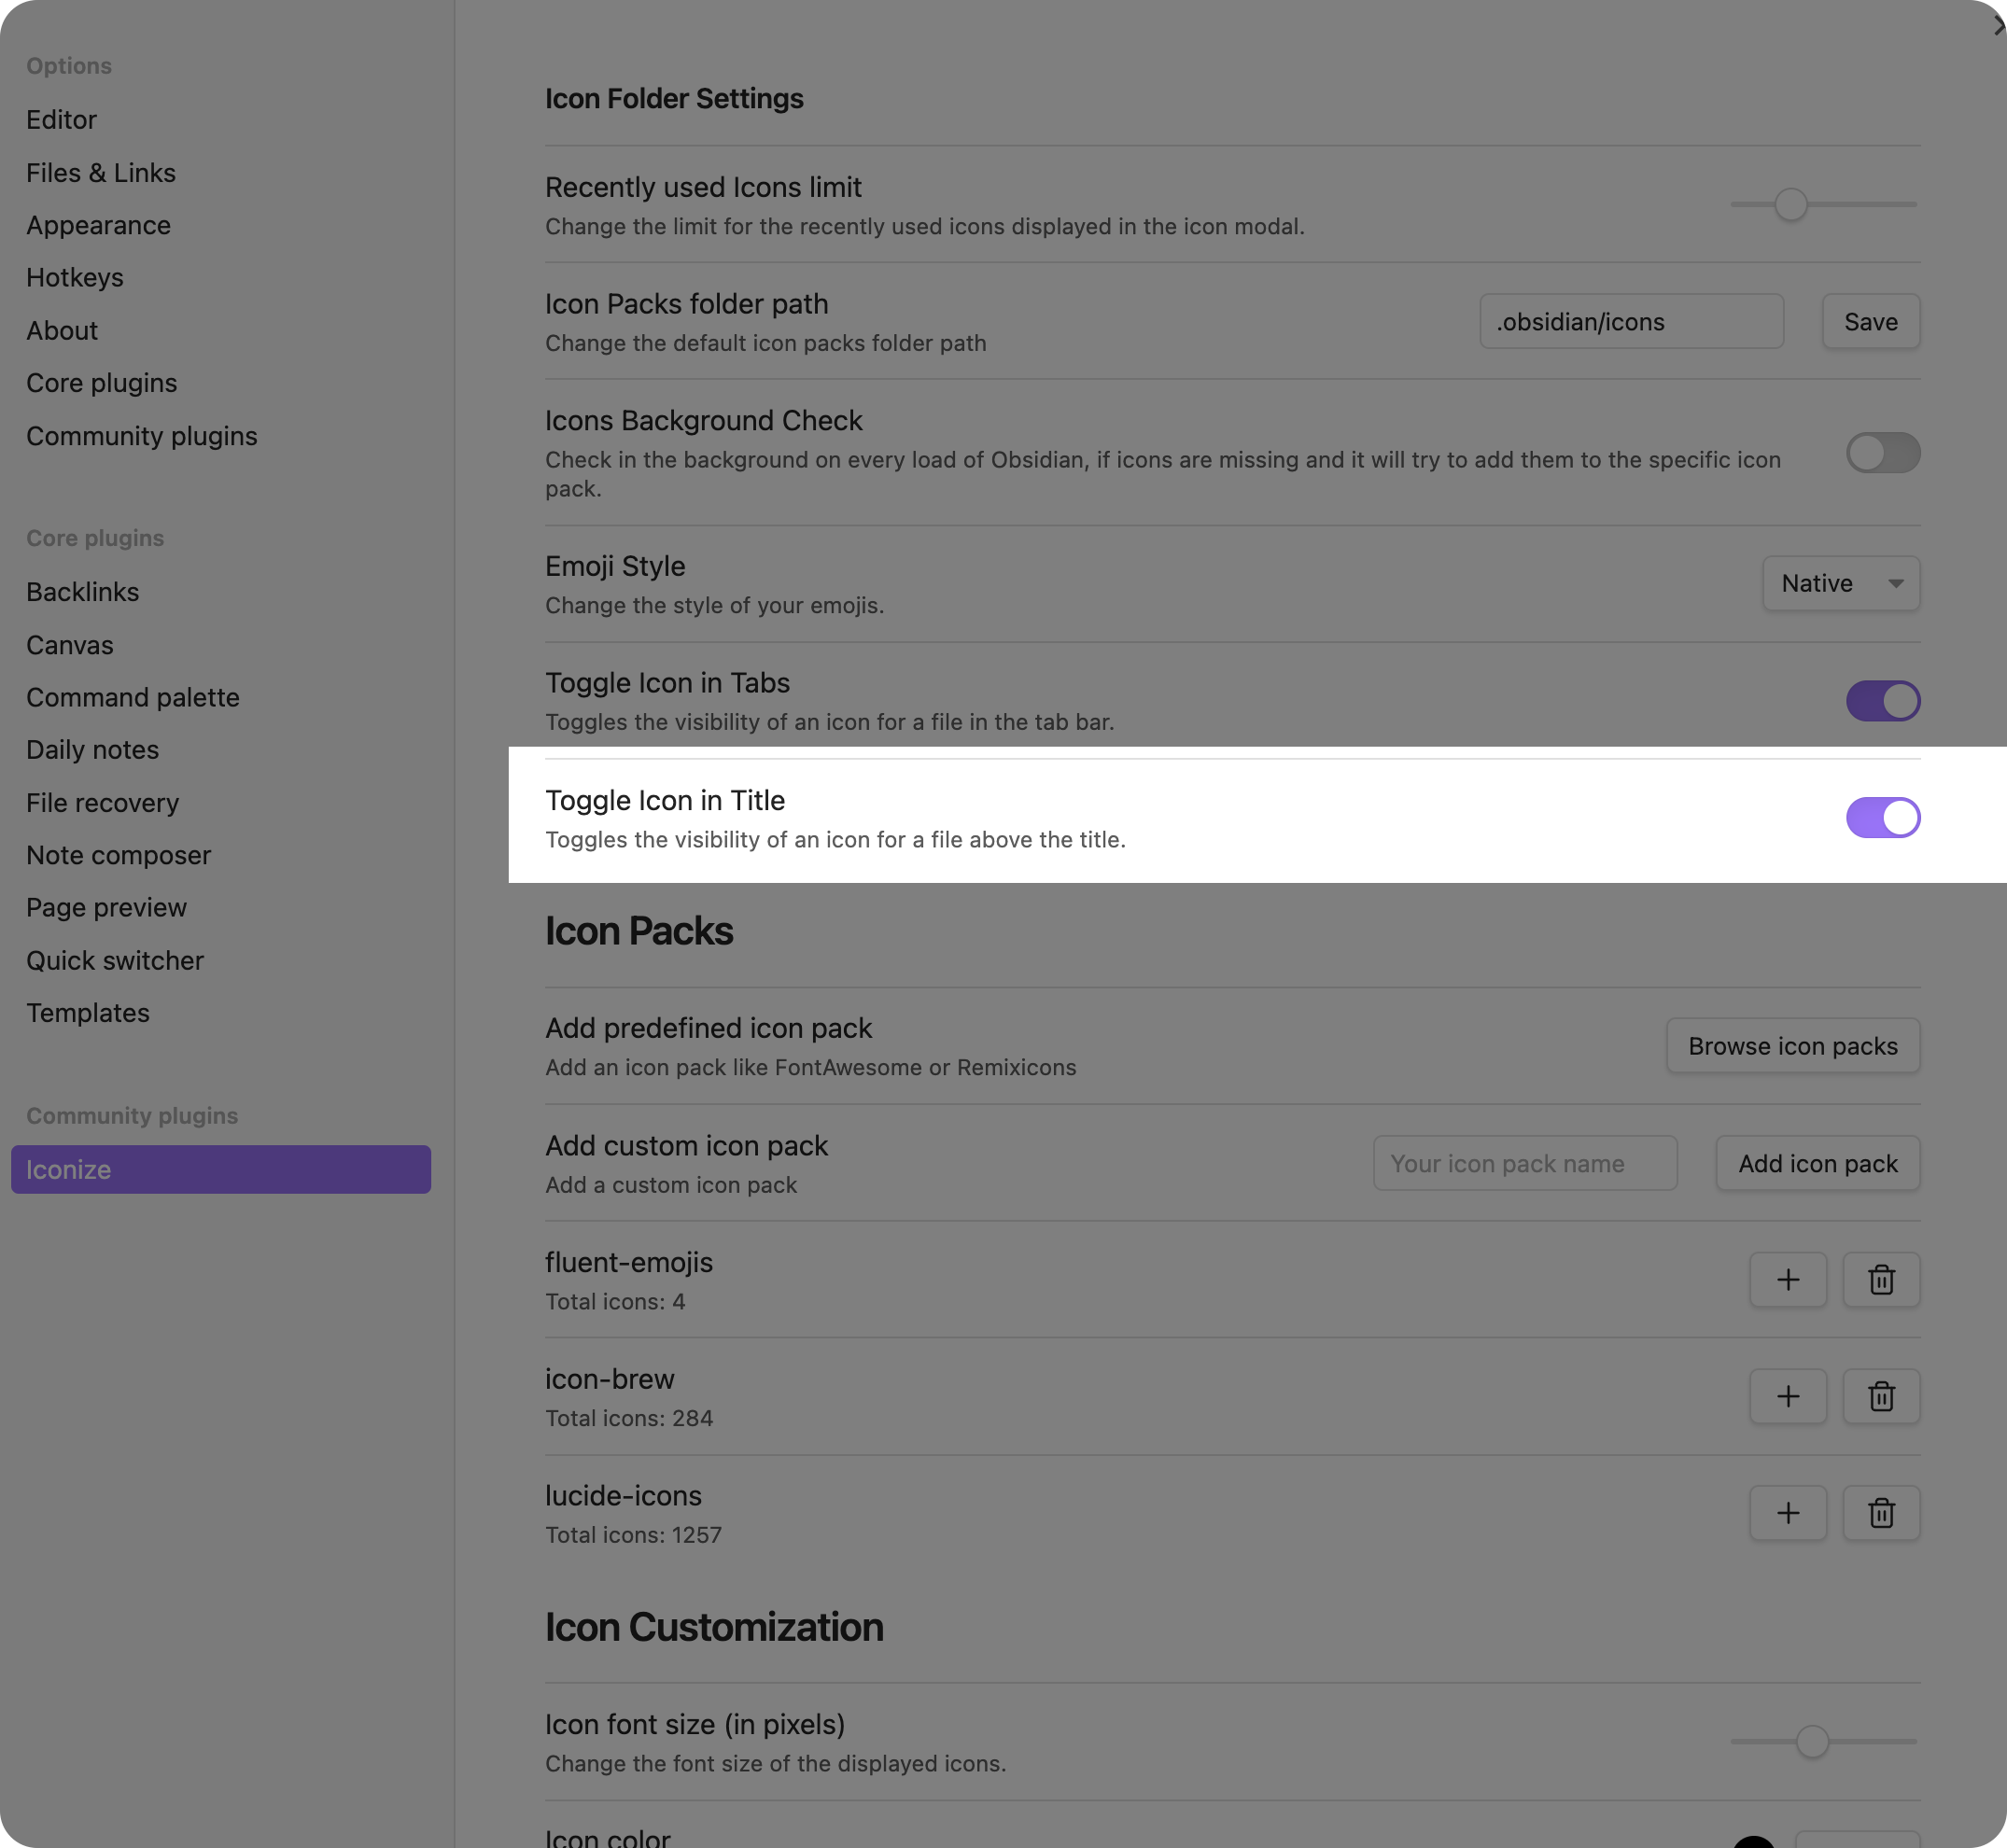 Options
Editor
Files & Links
Appearance
Hotkeys
About
Core plugins
Community plugins
Core plugins
Backlinks
Canvas
Command palette
Daily notes
File recovery
Note composer
Page preview
Quick switcher
Templates
Community plugins
Iconize
Icon Folder Settings
Recently used Icons limit
Change the limit for the recently used icons displayed in the icon modal.
Icon Packs folder path
Change the default icon packs folder path
.obsidian/icons
Save
Icons Background Check
Check in the background on every load of Obsidian, if icons are missing and it will try to add them to the specific icon
pack.
Emoji Style
Change the style of your emojis.
Native
Toggle Icon in Tabs
Toggles the visibility of an icon for a file in the tab bar.
Toggle Icon in Title
Toggles the visibility of an icon for a file above the title.
Icon Packs
Add predefined icon pack
Add an icon pack like FontAwesome or Remixicons
Browse icon packs
Add custom icon pack
Add a custom icon pack
Your icon pack name
Add icon pack
fluent-emojis
Total icons: 4
icon-brew
Total icons: 284
lucide-icons
Total icons: 1257
Icon Customization
Icon font size (in pixels)
Change the font size of the displayed icons.
Icon color